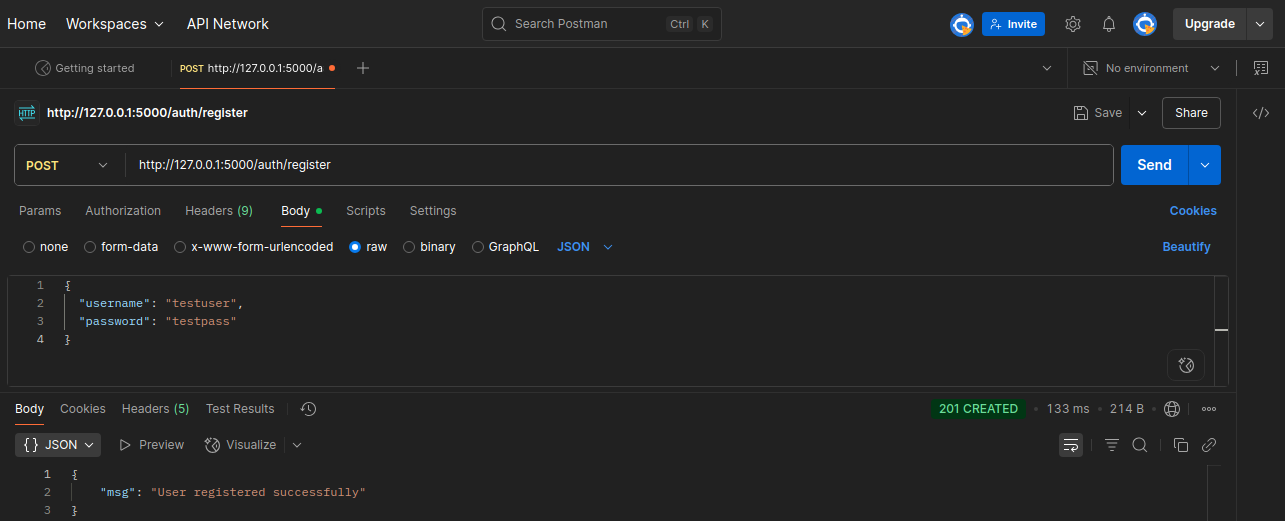 Home Workspaces API Network Search Postman Ctrl K Invite Upgrade
Getting started POST http://127.0.0.1:5000/a No environment
HTTP http://127.0.0.1:5000/auth/register Save Share </>
POST http://127.0.0.1:5000/auth/register Send
Params Authorization Headers (9) Body Scripts Settings Cookies
none form-data x-www-form-urlencoded raw binary GraphQL JSON Beautify
1 {
2 "username": "testuser",
3 "password": "testpass"
4 }
Body Cookies Headers (5) Test Results 201 CREATED 133 ms 214 B
{} JSON Preview Visualize
1 {
2 "msg": "User registered successfully"
3 }